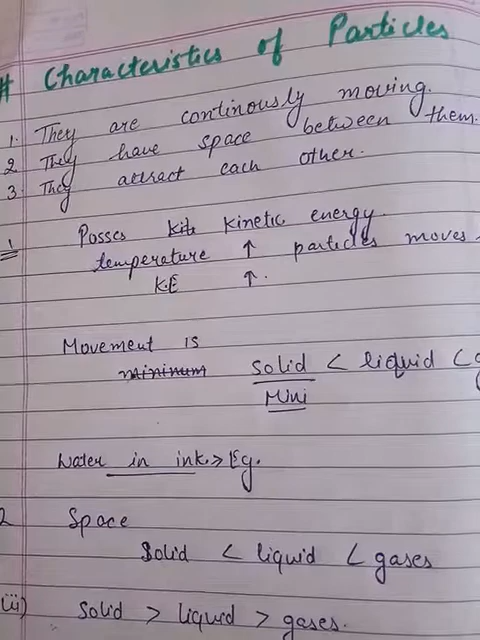 # Characteristics of Particles
1. They are continously moving.
2 They have space between them.
3. They attract each other.
1 Posses kinetic energy.
temperature ↑ particles moves
K.E ↑.
Movement is
minimum solid < liquid <
Mini
Water in ink > Eg.
2 Space
Solid < liquid < gases
(iii) solid > liquid > gases.